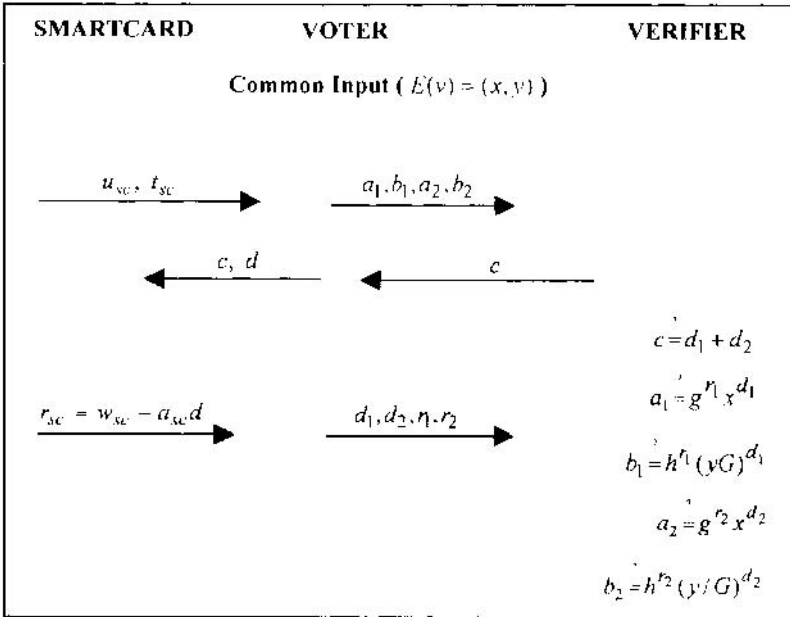 SMARTCARD VOTER VERIFIER
Common Input ( E(v) = (x, y) )
u_sc, t_sc
a_1, b_1, a_2, b_2
c, d
c
c ?= d_1 + d_2
a_1 ?= g^{r_1} x^{d_1}
r_sc = w_sc − a_sc d
d_1, d_2, r_1, r_2
b_1 ?= h^{r_1} (yG)^{d_1}
a_2 ?= g^{r_2} x^{d_2}
b_2 ?= h^{r_2} (y/G)^{d_2}